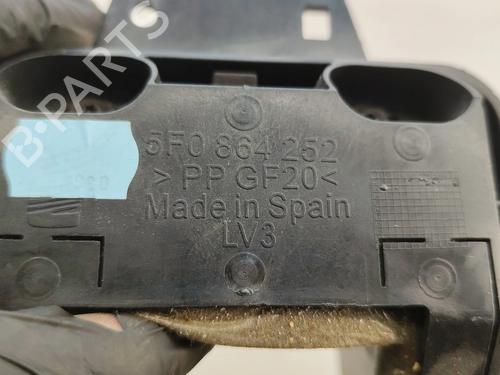 B-PARTS
5F0 864 252
>PP GF20<
Made in Spain
LV3